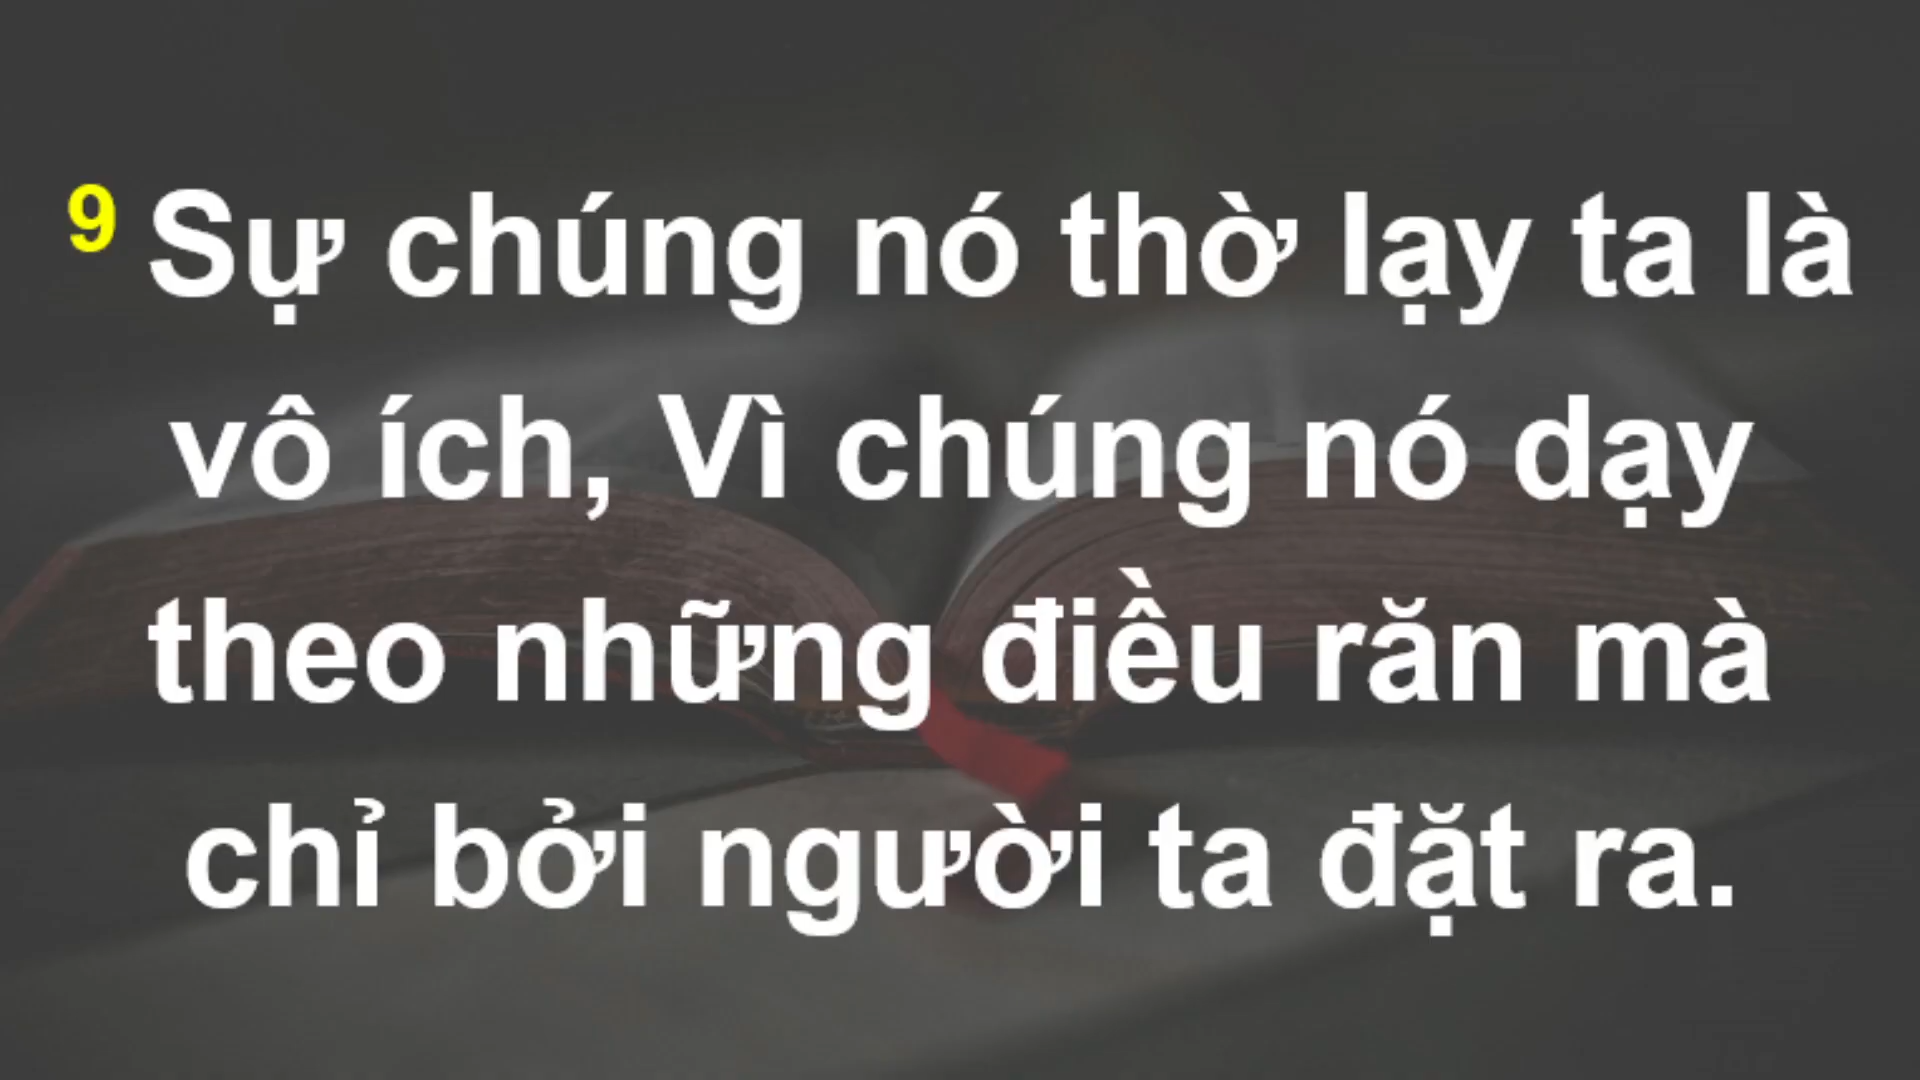 9 Sự chúng nó thờ lạy ta là
vô ích, Vì chúng nó dạy
theo những điều răn mà
chỉ bởi người ta đặt ra.